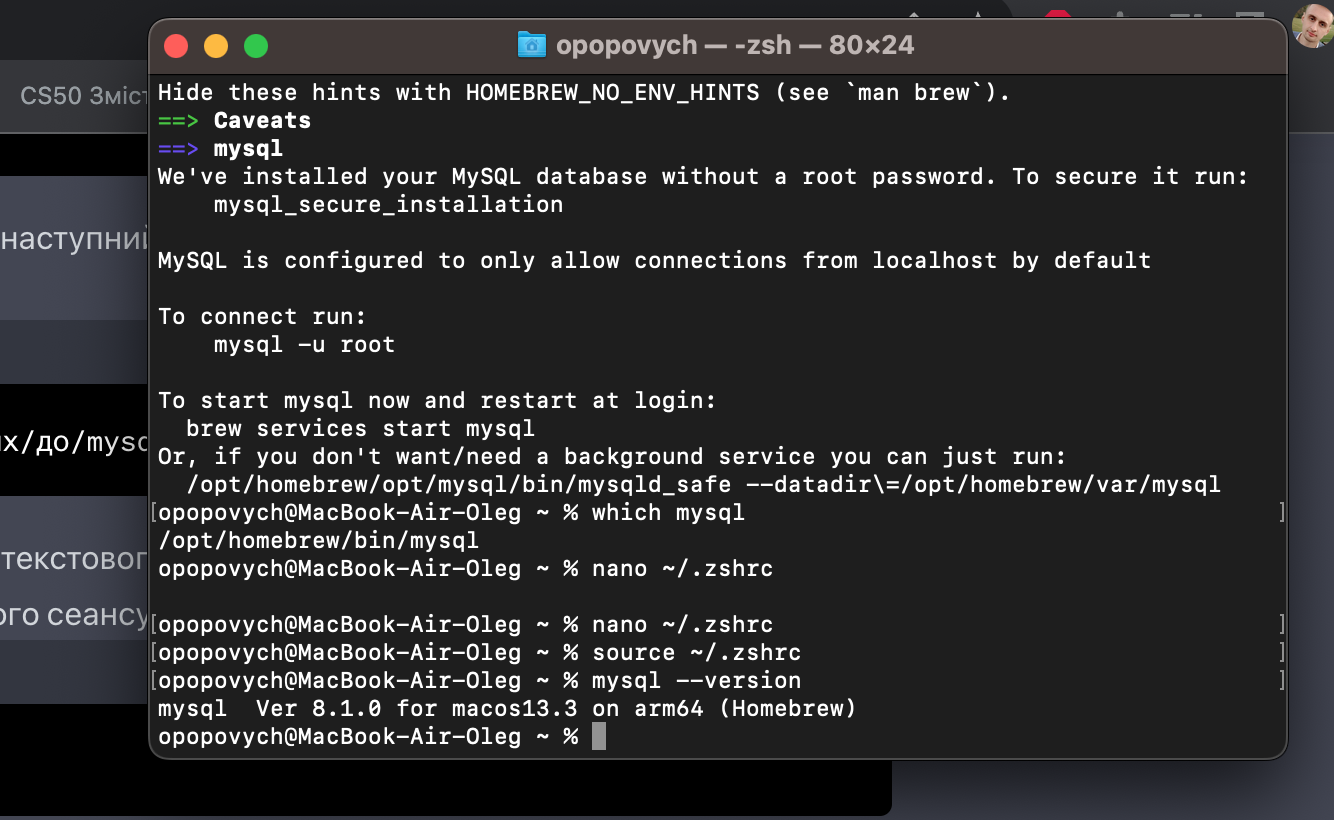 opopovych — -zsh — 80×24
CS50 Зміст
Hide these hints with HOMEBREW_NO_ENV_HINTS (see `man brew`).
==> Caveats
==> mysql
We've installed your MySQL database without a root password. To secure it run:
mysql_secure_installation
наступний
MySQL is configured to only allow connections from localhost by default
To connect run:
mysql -u root
To start mysql now and restart at login:
brew services start mysql
/до/mysq
Or, if you don't want/need a background service you can just run:
/opt/homebrew/opt/mysql/bin/mysqld_safe --datadir\=/opt/homebrew/var/mysql
[opopovych@MacBook-Air-Oleg ~ % which mysql ]
/opt/homebrew/bin/mysql
opopovych@MacBook-Air-Oleg ~ % nano ~/.zshrc
сеансу
[opopovych@MacBook-Air-Oleg ~ % nano ~/.zshrc ]
[opopovych@MacBook-Air-Oleg ~ % source ~/.zshrc ]
[opopovych@MacBook-Air-Oleg ~ % mysql --version ]
mysql  Ver 8.1.0 for macos13.3 on arm64 (Homebrew)
opopovych@MacBook-Air-Oleg ~ %